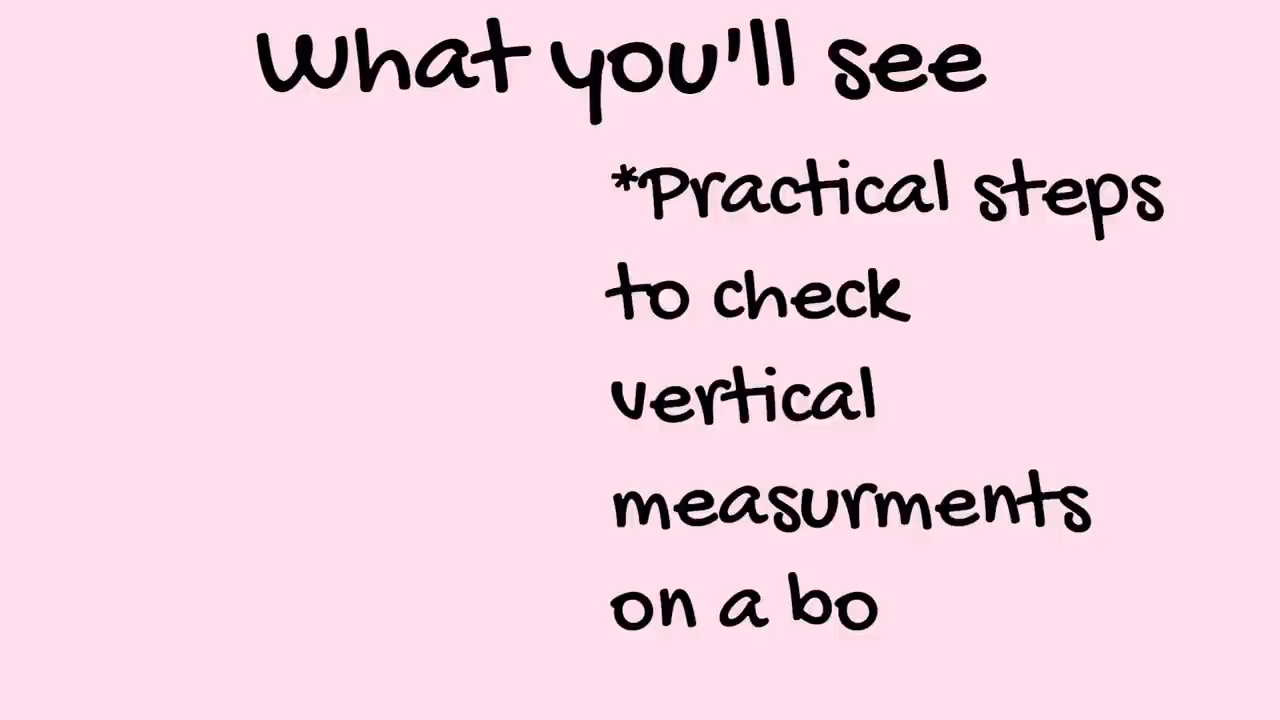 What you'll see
*Practical steps
to check
vertical
measurments
on a bo